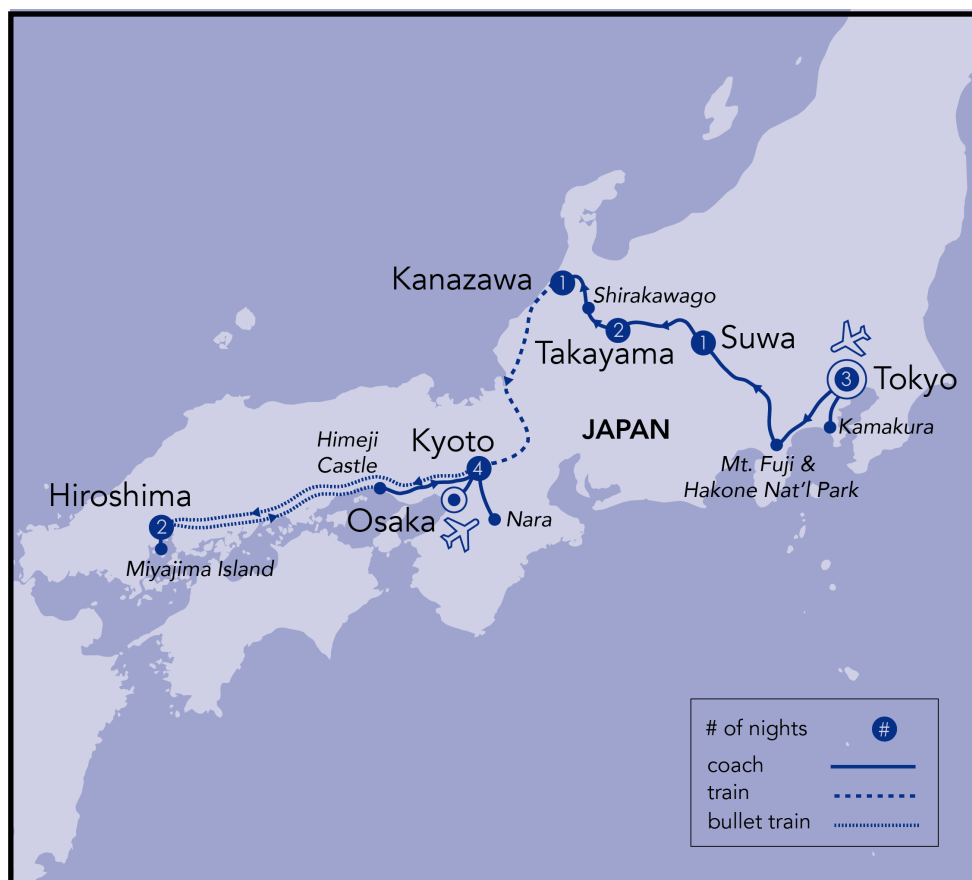 Kanazawa
1
Shirakawago
2
Takayama
1
Suwa
3
Tokyo
Kamakura
JAPAN
Mt. Fuji &
Hakone Nat'l Park
Himeji
Castle
Kyoto
4
Hiroshima
2
Osaka
Nara
Miyajima Island
# of nights
#
coach
train
bullet train